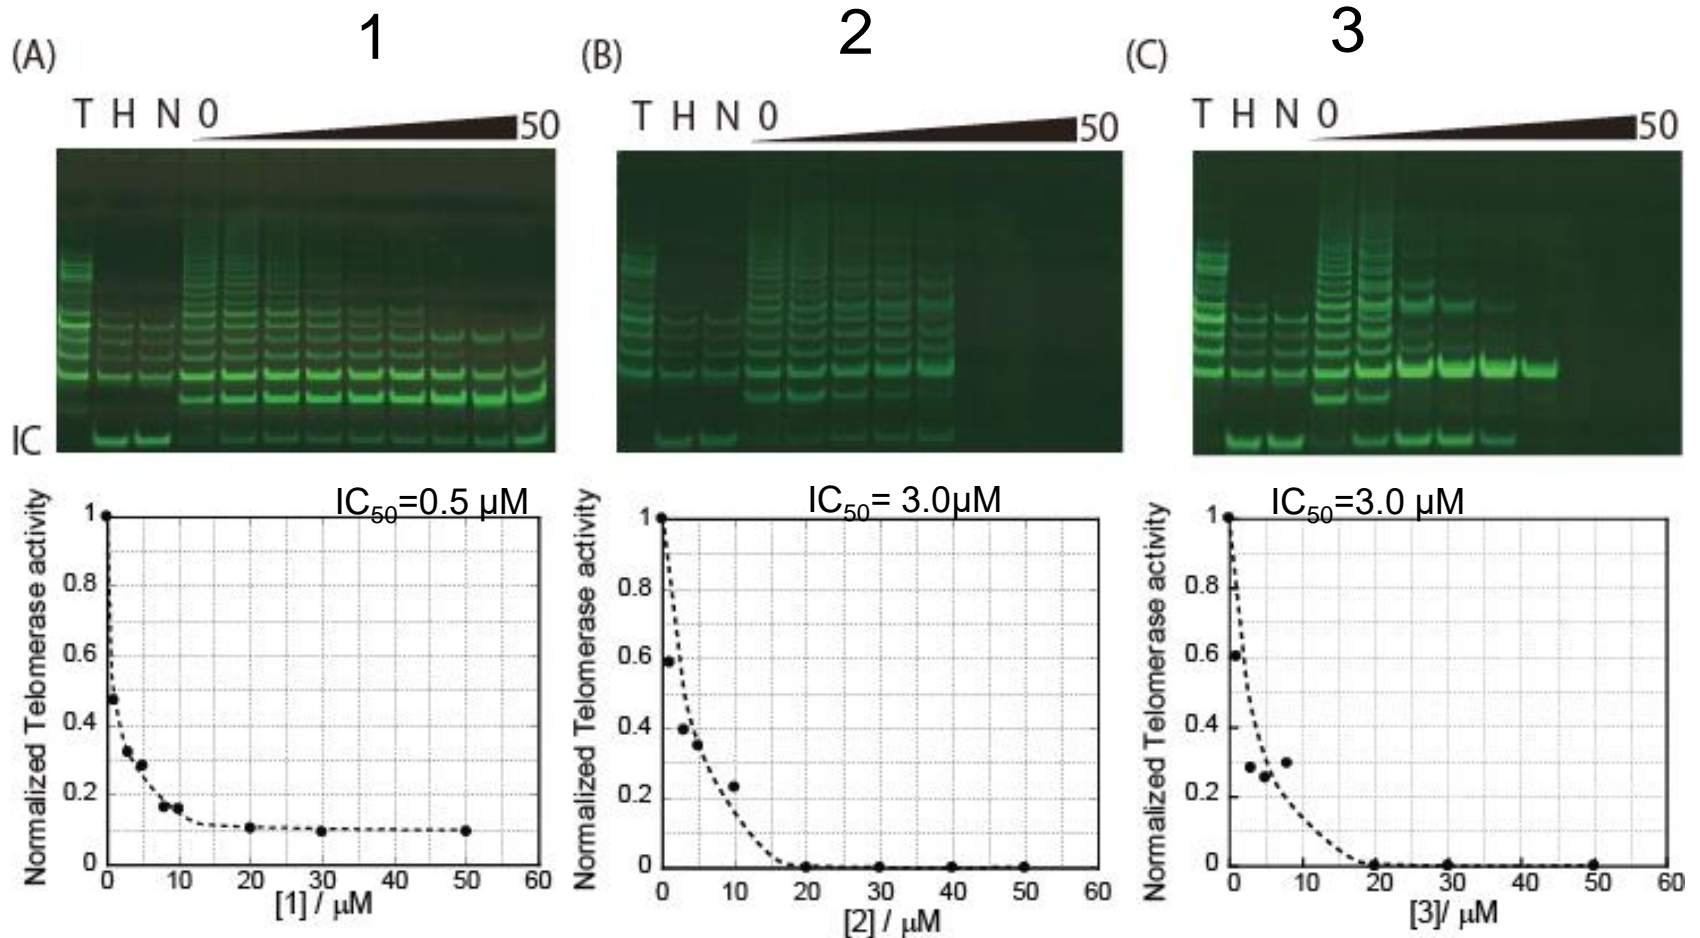 1
2
3
(A)
(B)
(C)
T H N 0
50
T H N 0
50
T H N 0
50
IC
IC50=0.5 µM
IC50= 3.0µM
IC50=3.0 µM
Normalized Telomerase activity
1
0.8
0.6
0.4
0.2
0
0 10 20 30 40 50 60
[1] / µM
Normalized Telomerase activity
1
0.8
0.6
0.4
0.2
0
0 10 20 30 40 50 60
[2] / µM
Normalized Telomerase activity
1
0.8
0.6
0.4
0.2
0
0 10 20 30 40 50 60
[3]/ µM